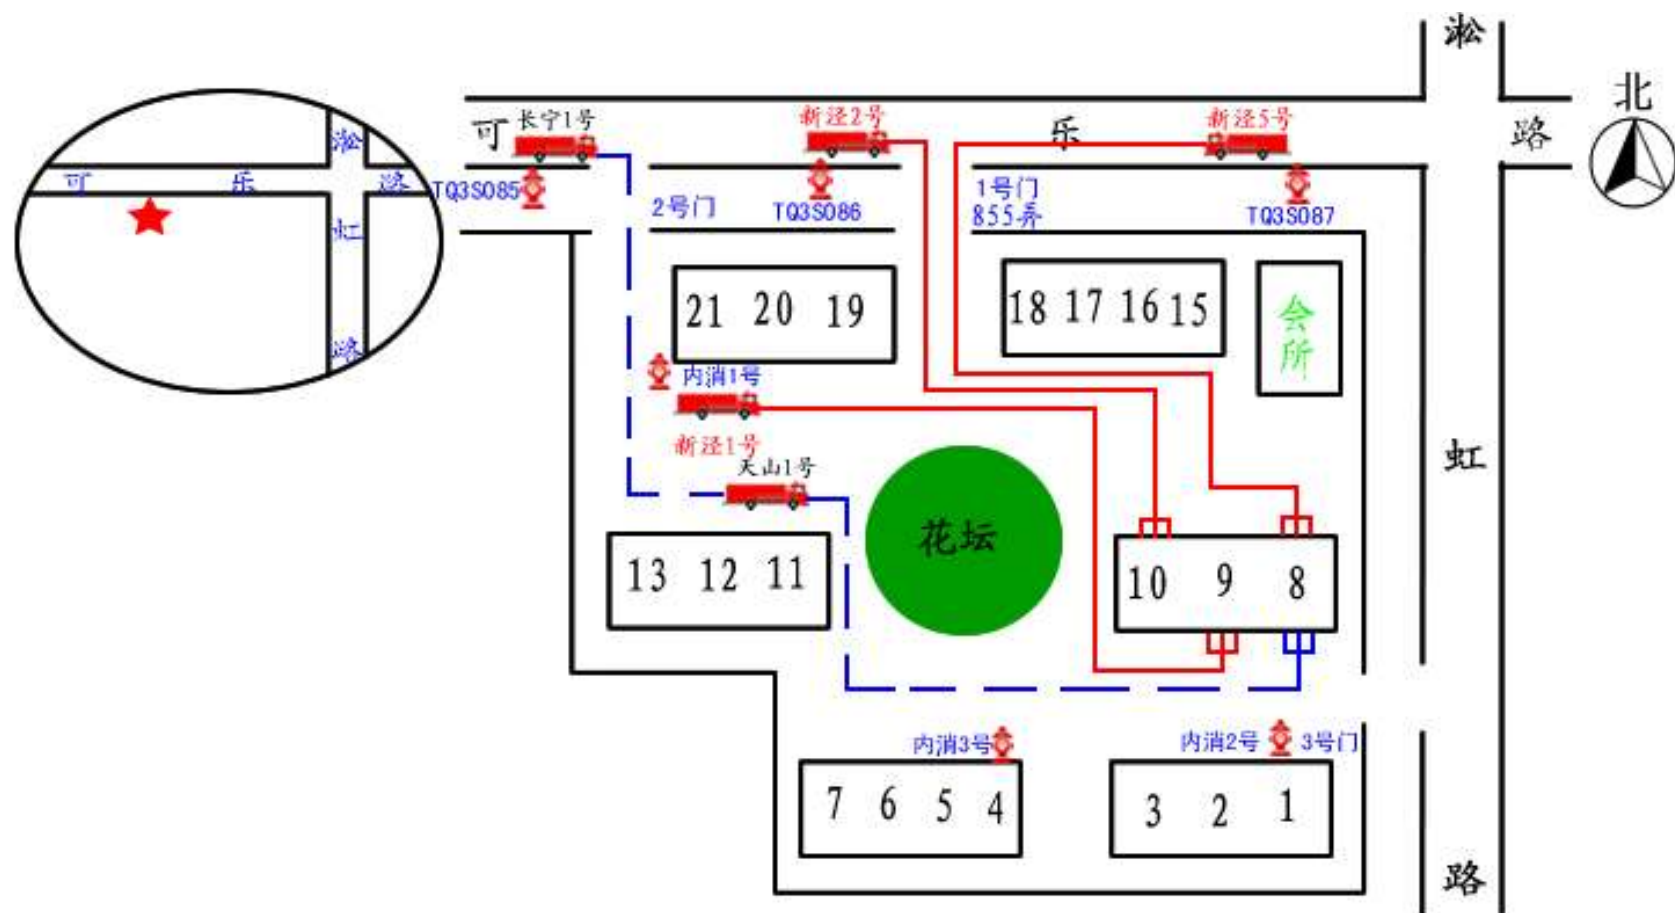 淞
北
可 乐 路
长宁1号
新泾2号
新泾5号
TQ3S085
2号门
TQ3S086
1号门
855弄
TQ3S087
淞
可 乐 路
虹
路
21 20 19
18 17 16 15
会
所
内消1号
新泾1号
天山1号
虹
花坛
13 12 11
10 9 8
内消3号
内消2号
3号门
7 6 5 4
3 2 1
路